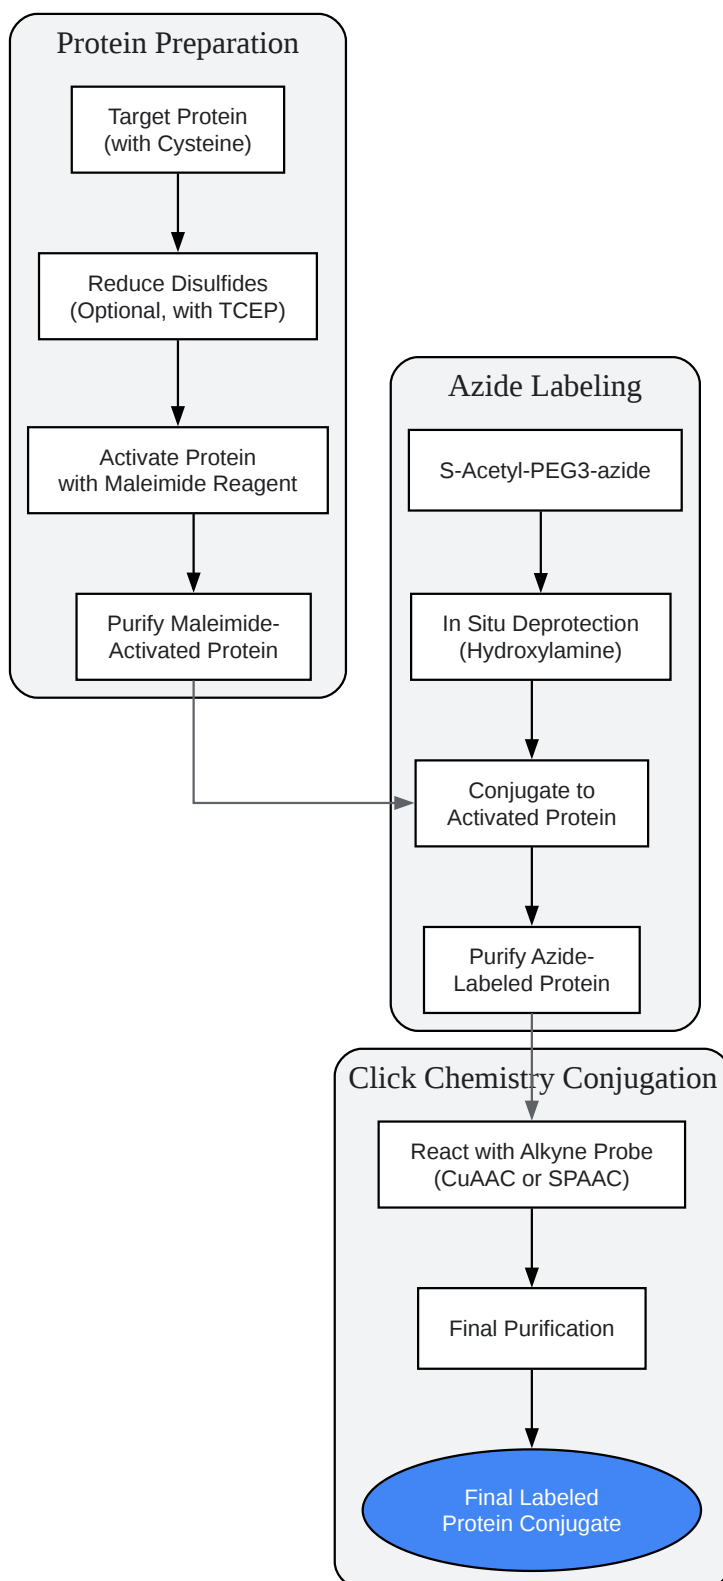 Protein Preparation
Target Protein
(with Cysteine)
Reduce Disulfides
(Optional, with TCEP)
Activate Protein
with Maleimide Reagent
Purify Maleimide-
Activated Protein
Azide Labeling
S-Acetyl-PEG3-azide
In Situ Deprotection
(Hydroxylamine)
Conjugate to
Activated Protein
Purify Azide-
Labeled Protein
Click Chemistry Conjugation
React with Alkyne Probe
(CuAAC or SPAAC)
Final Purification
Final Labeled
Protein Conjugate